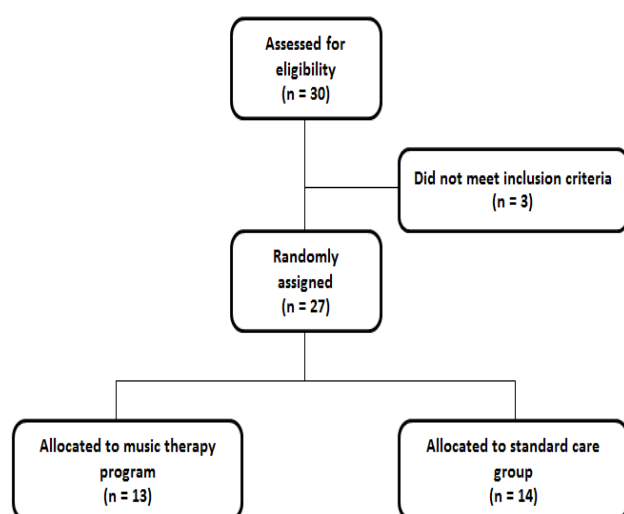 Assessed for
eligibility
(n = 30)
Did not meet inclusion criteria
(n = 3)
Randomly
assigned
(n = 27)
Allocated to music therapy
program
(n = 13)
Allocated to standard care
group
(n = 14)